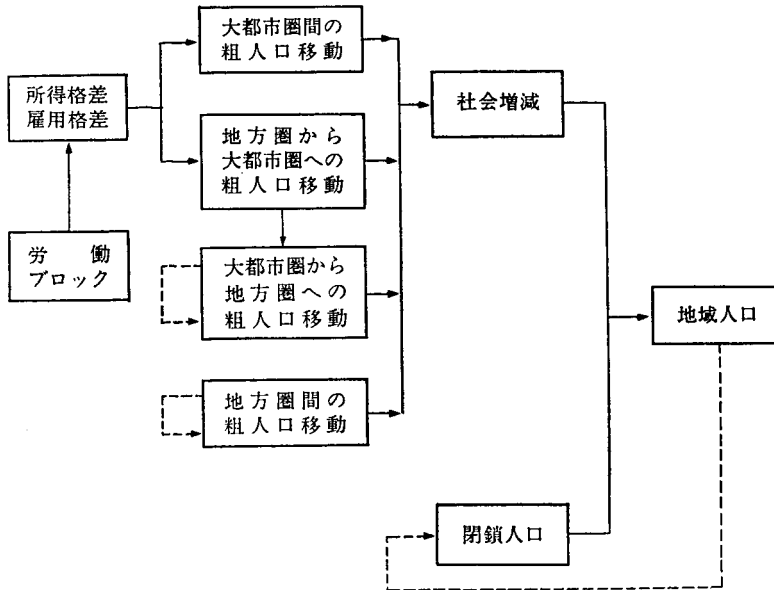 大都市圏間の
粗人口移動
所得格差
雇用格差
社会増減
地方圏から
大都市圏への
粗人口移動
労働
ブロック
大都市圏から
地方圏への
粗人口移動
地域人口
地方圏間の
粗人口移動
閉鎖人口